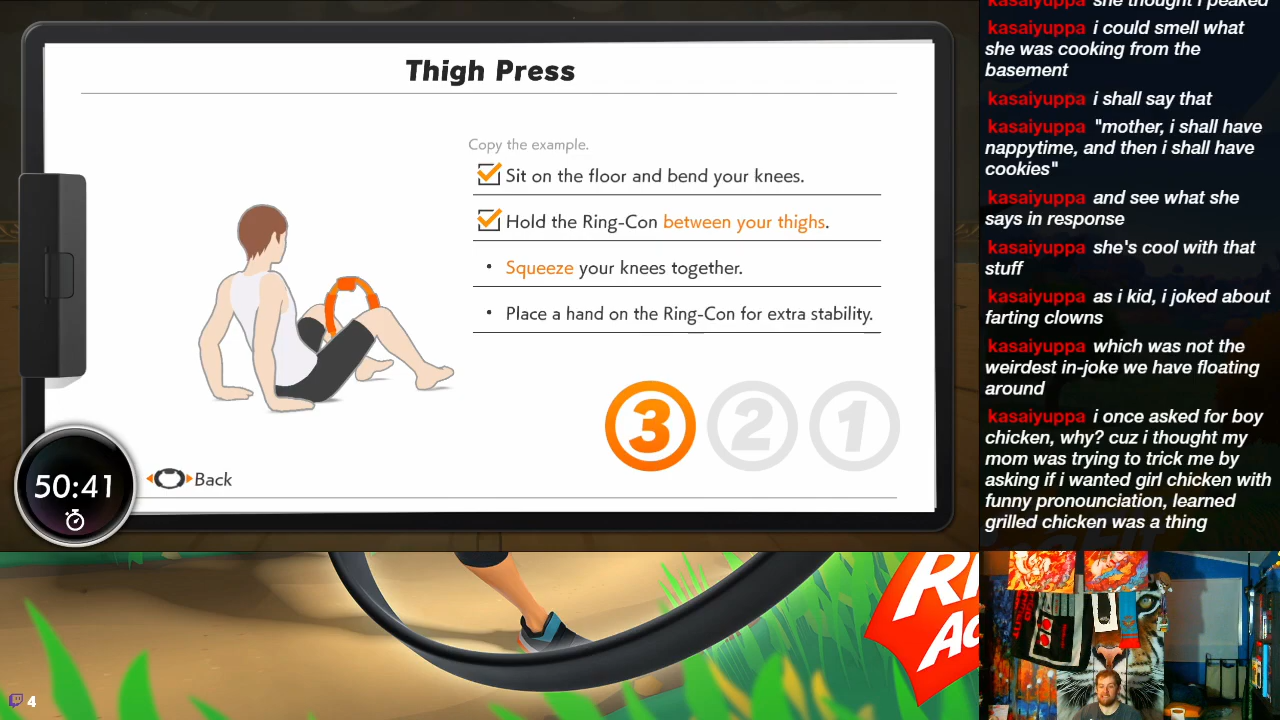 Thigh Press
Copy the example.
Sit on the floor and bend your knees.
Hold the Ring-Con between your thighs.
• Squeeze your knees together.
• Place a hand on the Ring-Con for extra stability.
3 2 1
50:41
Back
4
she thought i peaked
kasaiyuppa i could smell what
she was cooking from the
basement
kasaiyuppa i shall say that
kasaiyuppa "mother, i shall have
nappytime, and then i shall have
cookies"
kasaiyuppa and see what she
says in response
kasaiyuppa she's cool with that
stuff
kasaiyuppa as i kid, i joked about
farting clowns
kasaiyuppa which was not the
weirdest in-joke we have floating
around
kasaiyuppa i once asked for boy
chicken, why? cuz i thought my
mom was trying to trick me by
asking if i wanted girl chicken with
funny pronounciation, learned
grilled chicken was a thing